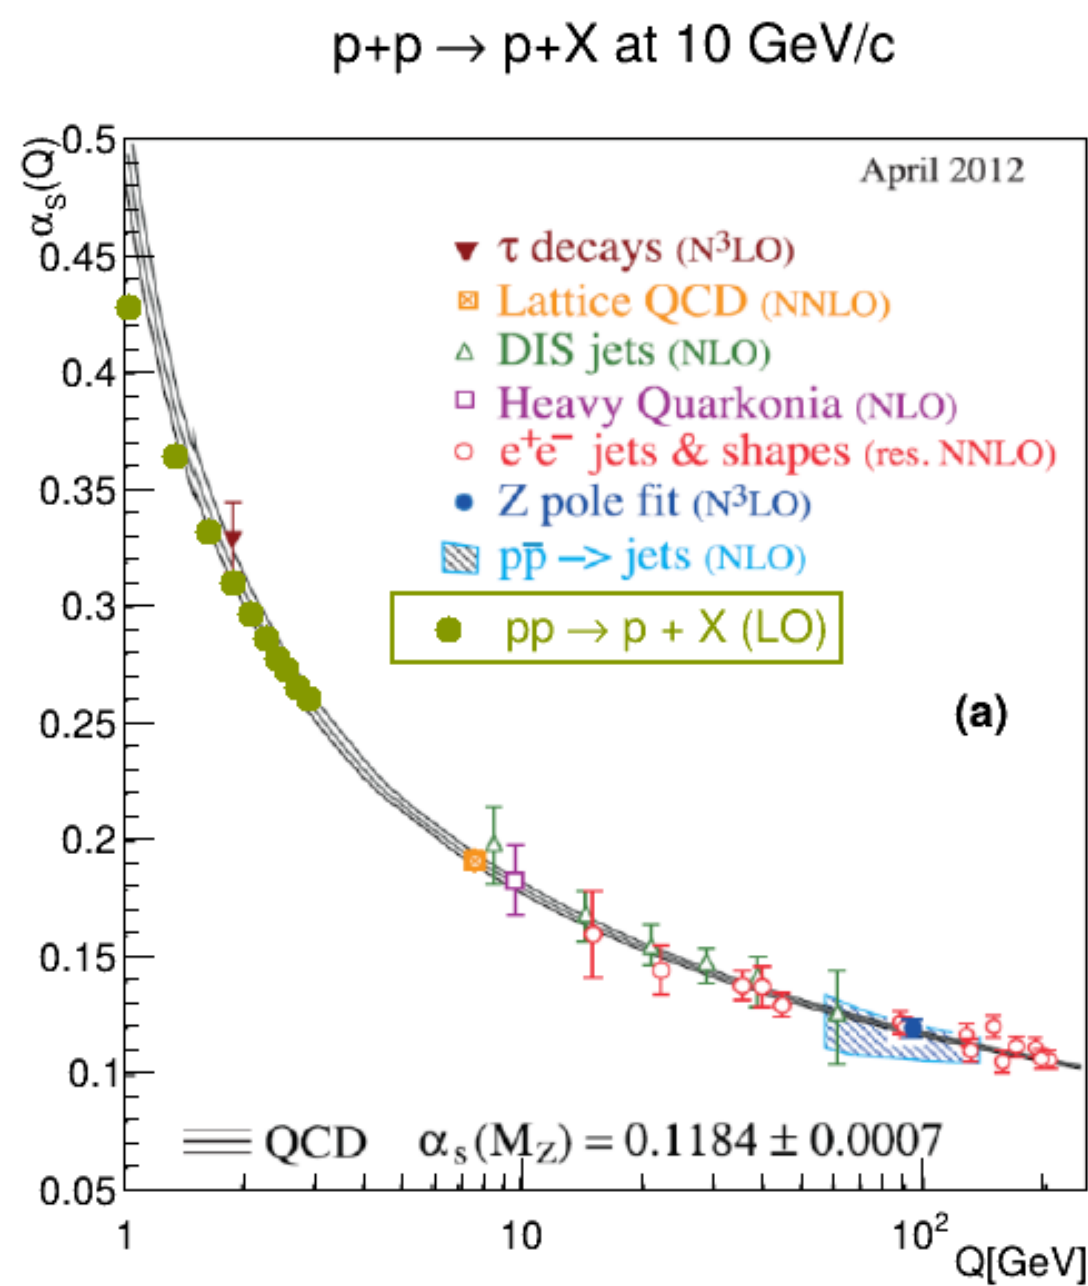 p+p → p+X at 10 GeV/c
αS(Q)
April 2012
0.5
0.45
0.4
0.35
0.3
0.25
0.2
0.15
0.1
0.05
τ decays (N³LO)
Lattice QCD (NNLO)
DIS jets (NLO)
Heavy Quarkonia (NLO)
e⁺e⁻ jets & shapes (res. NNLO)
Z pole fit (N³LO)
pp̅ –> jets (NLO)
pp → p + X (LO)
(a)
QCD αs(MZ) = 0.1184 ± 0.0007
1 10 10²
Q[GeV]